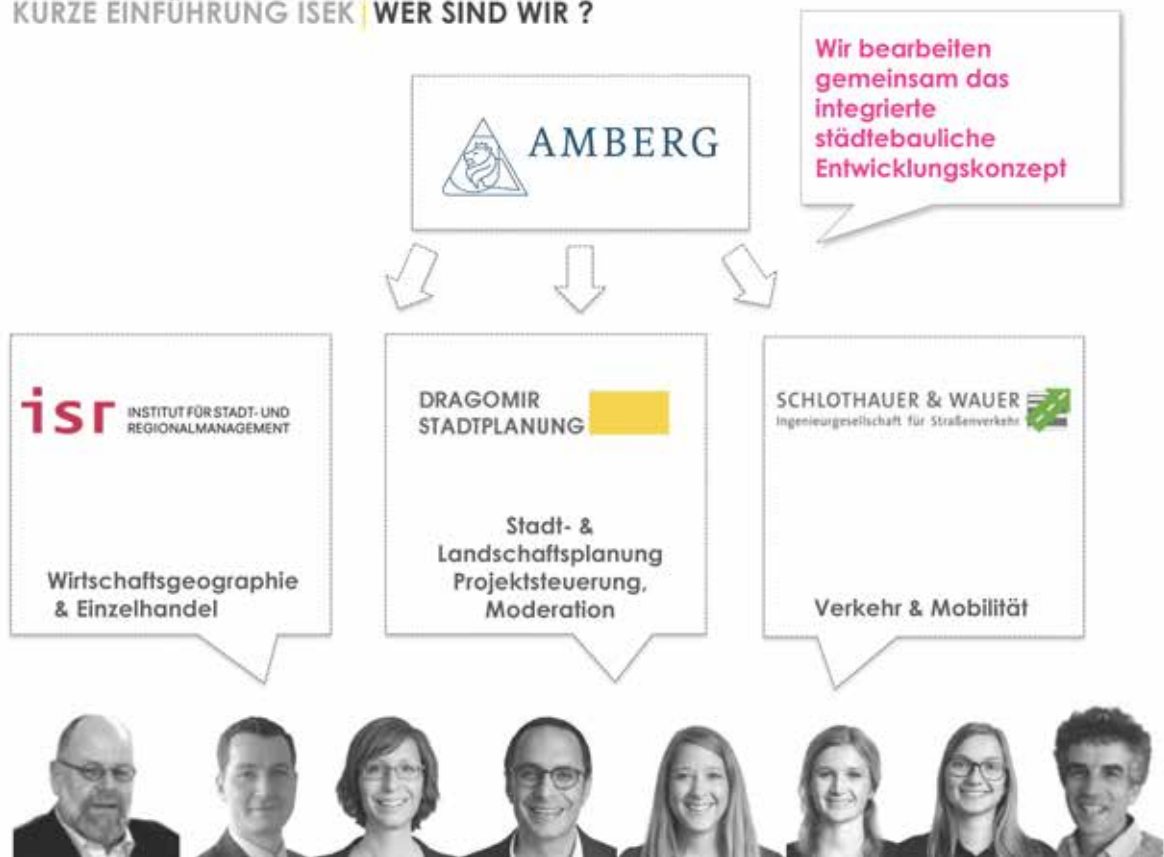 KURZE EINFÜHRUNG ISEK | WER SIND WIR ?
Wir bearbeiten
gemeinsam das
integrierte
städtebauliche
Entwicklungskonzept
AMBERG
isr INSTITUT FÜR STADT- UND
REGIONALMANAGEMENT
Wirtschaftsgeographie
& Einzelhandel
DRAGOMIR
STADTPLANUNG
Stadt- &
Landschaftsplanung
Projektsteuerung,
Moderation
SCHLOTHAUER & WAUER
Ingenieurgesellschaft für Straßenverkehr
Verkehr & Mobilität